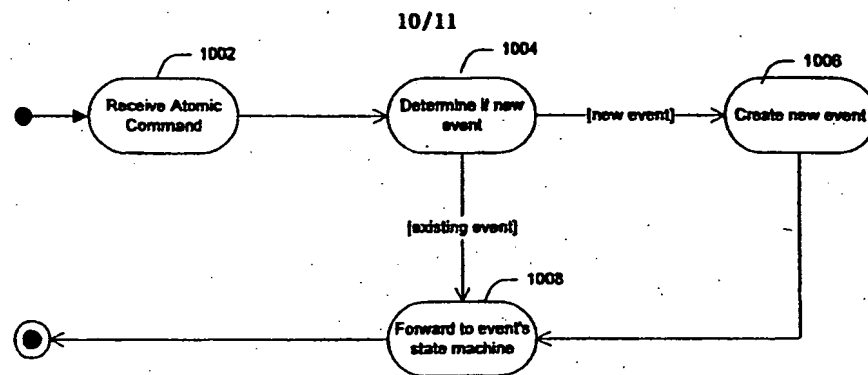 10/11
1002
1004
1006
Receive Atomic
Command
Determine if new
event
[new event]
Create new event
[existing event]
1008
Forward to event's
state machine